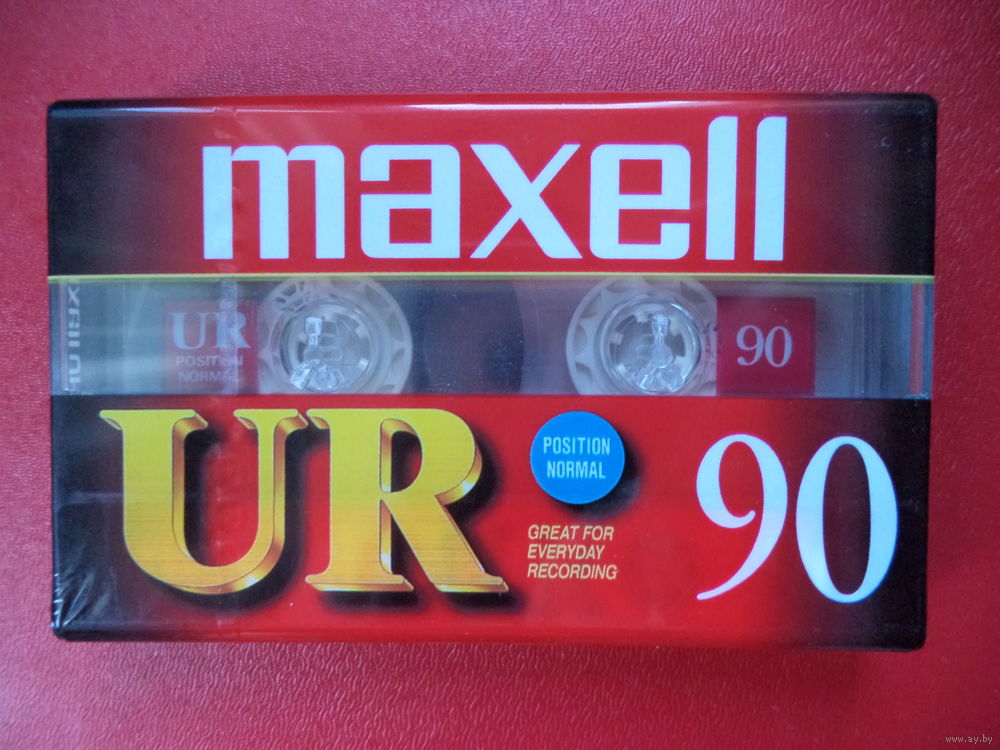 maxell
UR
POSITION
NORMAL
90
UR
POSITION
NORMAL
GREAT FOR
EVERYDAY
RECORDING
90
www.ay.by